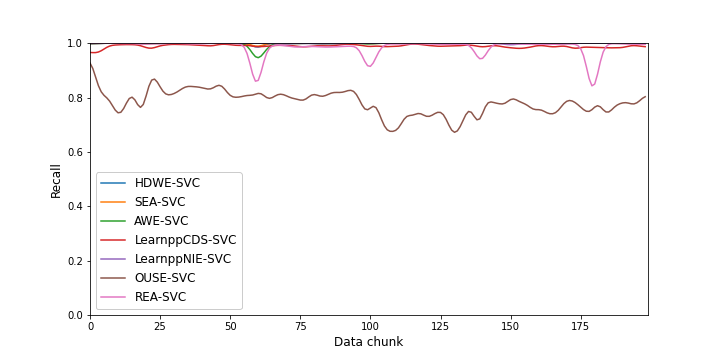 1.0
0.8
0.6
0.4
0.2
0.0
Recall
HDWE-SVC
SEA-SVC
AWE-SVC
LearnppCDS-SVC
LearnppNIE-SVC
OUSE-SVC
REA-SVC
0 25 50 75 100 125 150 175
Data chunk